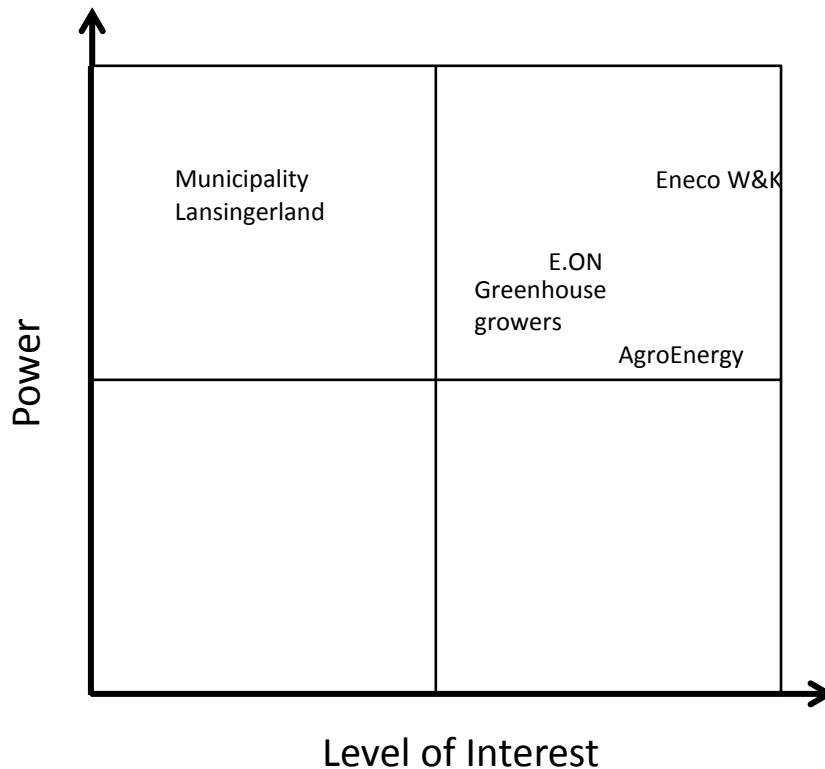 Municipality
Lansingerland
Eneco W&K
E.ON
Greenhouse
growers
AgroEnergy
Power
Level of Interest